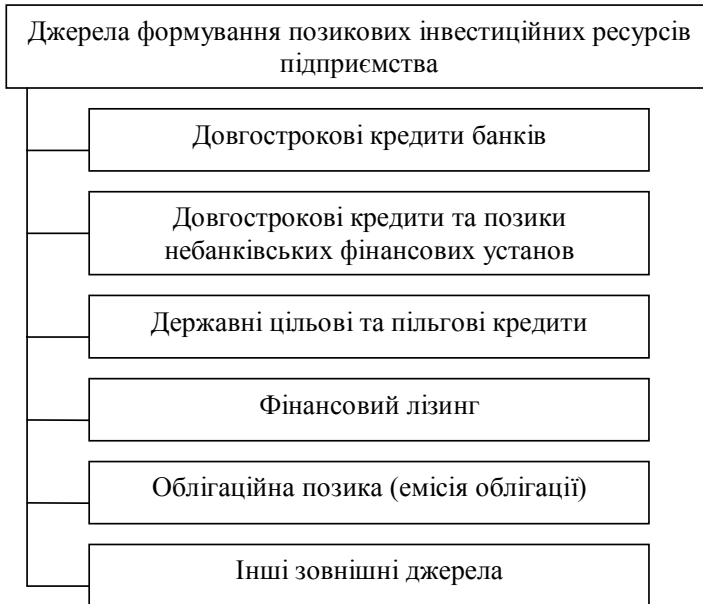 Джерела формування позикових інвестиційних ресурсів
підприємства
Довгострокові кредити банків
Довгострокові кредити та позики
небанківських фінансових установ
Державні цільові та пільгові кредити
Фінансовий лізинг
Облігаційна позика (емісія облігації)
Інші зовнішні джерела